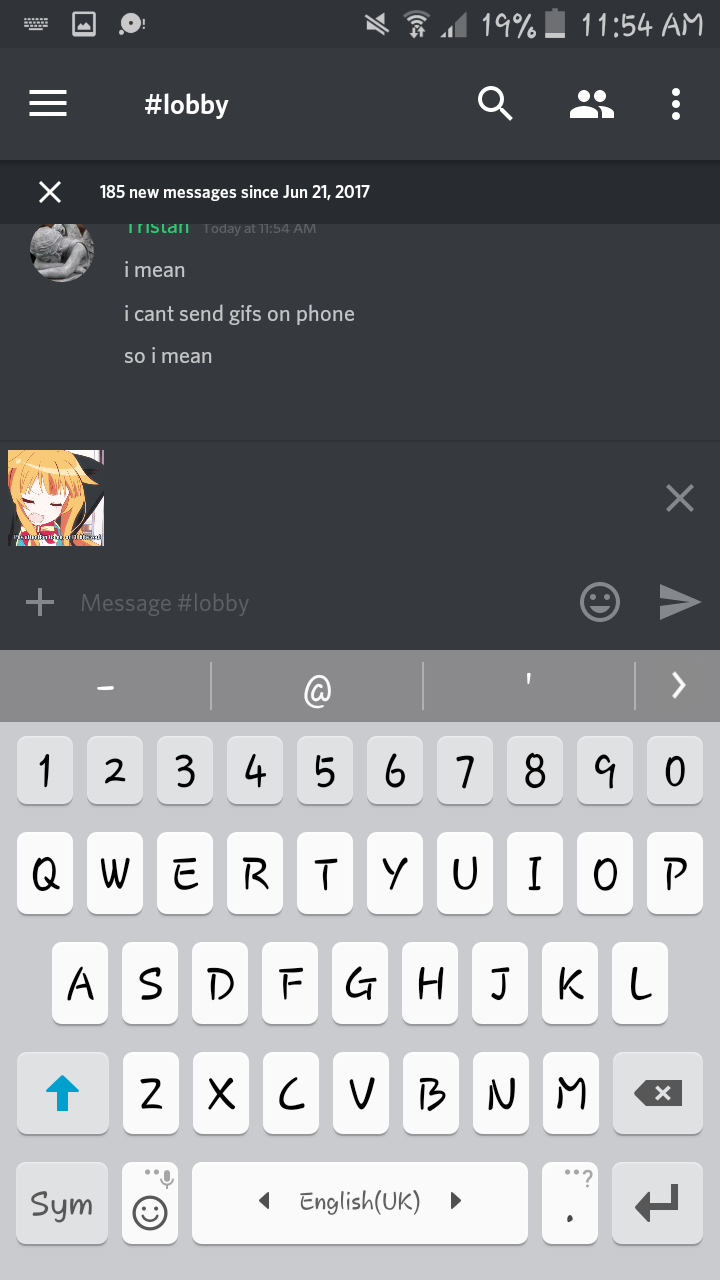 19% 11:54 AM
#lobby
185 new messages since Jun 21, 2017
Tristan Today at 11:54 AM
i mean
i cant send gifs on phone
so i mean
Message #lobby
- @ '
1 2 3 4 5 6 7 8 9 0
Q W E R T Y U I O P
A S D F G H J K L
Z X C V B N M
Sym English(UK) . ?